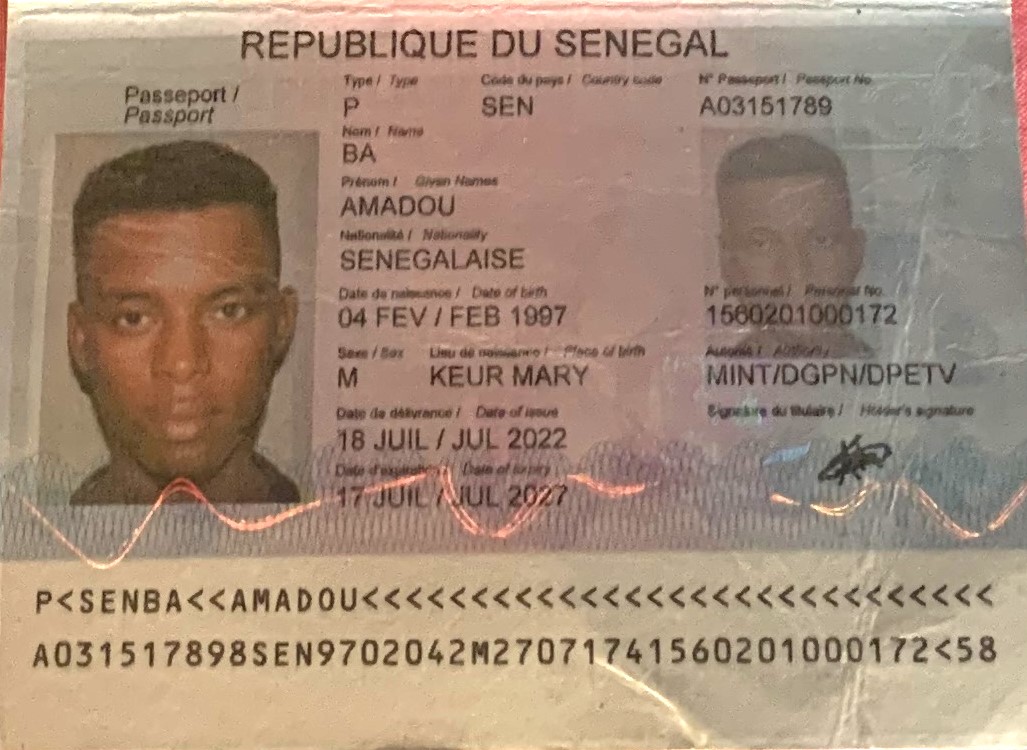 REPUBLIQUE DU SENEGAL
Passeport /
Passport
Type / Type Code du pays / Country code N° Passeport / Passport No.
P SEN A03151789
Nom / Name
BA
Prénom / Given Names
AMADOU
Nationalité / Nationality
SENEGALAISE
Date de naissance / Date of birth N° personnel / Personal No.
04 FEV / FEB 1997 1560201000172
Sexe / Sex Lieu de naissance / Place of birth Autorité / Authority
M KEUR MARY MINT/DGPN/DPETV
Date de délivrance / Date of issue Signature du titulaire / Holder's signature
18 JUIL / JUL 2022
Date d'expiration / Date of expiry
17 JUIL / JUL 2027
P<SENBA<<AMADOU<<<<<<<<<<<<<<<<<<<<<<<<<<<<<
A031517898SEN9702042M27071741560201000172<58